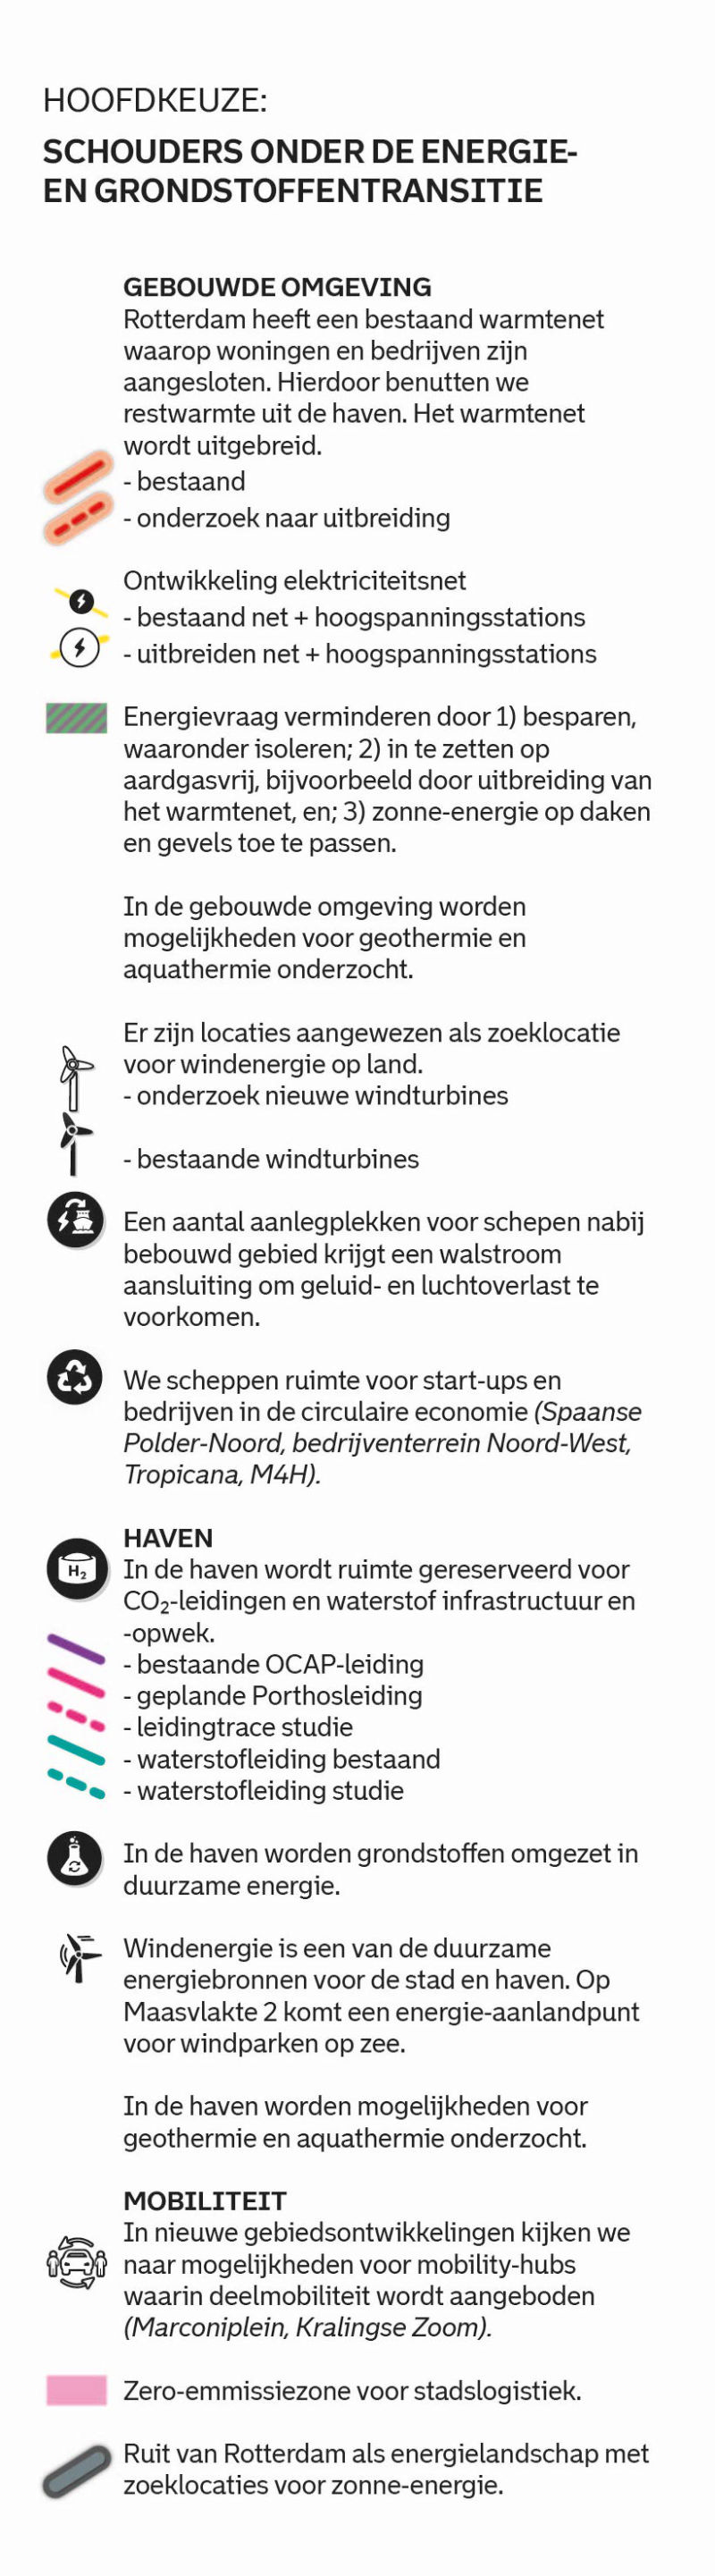 HOOFDKEUZE:
SCHOUDERS ONDER DE ENERGIE-
EN GRONDSTOFFENTRANSITIE
GEBOUWDE OMGEVING
Rotterdam heeft een bestaand warmtenet
waarop woningen en bedrijven zijn
aangesloten. Hierdoor benutten we
restwarmte uit de haven. Het warmtenet
wordt uitgebreid.
- bestaand
- onderzoek naar uitbreiding
Ontwikkeling elektriciteitsnet
- bestaand net + hoogspanningsstations
- uitbreiden net + hoogspanningsstations
Energievraag verminderen door 1) besparen,
waaronder isoleren; 2) in te zetten op
aardgasvrij, bijvoorbeeld door uitbreiding van
het warmtenet, en; 3) zonne-energie op daken
en gevels toe te passen.
In de gebouwde omgeving worden
mogelijkheden voor geothermie en
aquathermie onderzocht.
Er zijn locaties aangewezen als zoeklocatie
voor windenergie op land.
- onderzoek nieuwe windturbines
- bestaande windturbines
Een aantal aanlegplekken voor schepen nabij
bebouwd gebied krijgt een walstroom
aansluiting om geluid- en luchtoverlast te
voorkomen.
We scheppen ruimte voor start-ups en
bedrijven in de circulaire economie (Spaanse
Polder-Noord, bedrijventerrein Noord-West,
Tropicana, M4H).
HAVEN
H₂ In de haven wordt ruimte gereserveerd voor
CO₂-leidingen en waterstof infrastructuur en
-opwek.
- bestaande OCAP-leiding
- geplande Porthosleiding
- leidingtrace studie
- waterstofleiding bestaand
- waterstofleiding studie
In de haven worden grondstoffen omgezet in
duurzame energie.
Windenergie is een van de duurzame
energiebronnen voor de stad en haven. Op
Maasvlakte 2 komt een energie-aanlandpunt
voor windparken op zee.
In de haven worden mogelijkheden voor
geothermie en aquathermie onderzocht.
MOBILITEIT
In nieuwe gebiedsontwikkelingen kijken we
naar mogelijkheden voor mobility-hubs
waarin deelmobiliteit wordt aangeboden
(Marconiplein, Kralingse Zoom).
Zero-emmissiezone voor stadslogistiek.
Ruit van Rotterdam als energielandschap met
zoeklocaties voor zonne-energie.